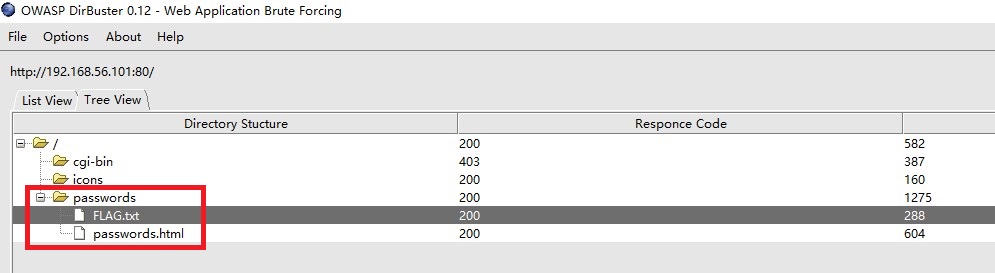 OWASP DirBuster 0.12 - Web Application Brute Forcing
File Options About Help
http://192.168.56.101:80/
List View Tree View
Directory Stucture Responce Code
/ 200 582
cgi-bin 403 387
icons 200 160
passwords 200 1275
FLAG.txt 200 288
passwords.html 200 604